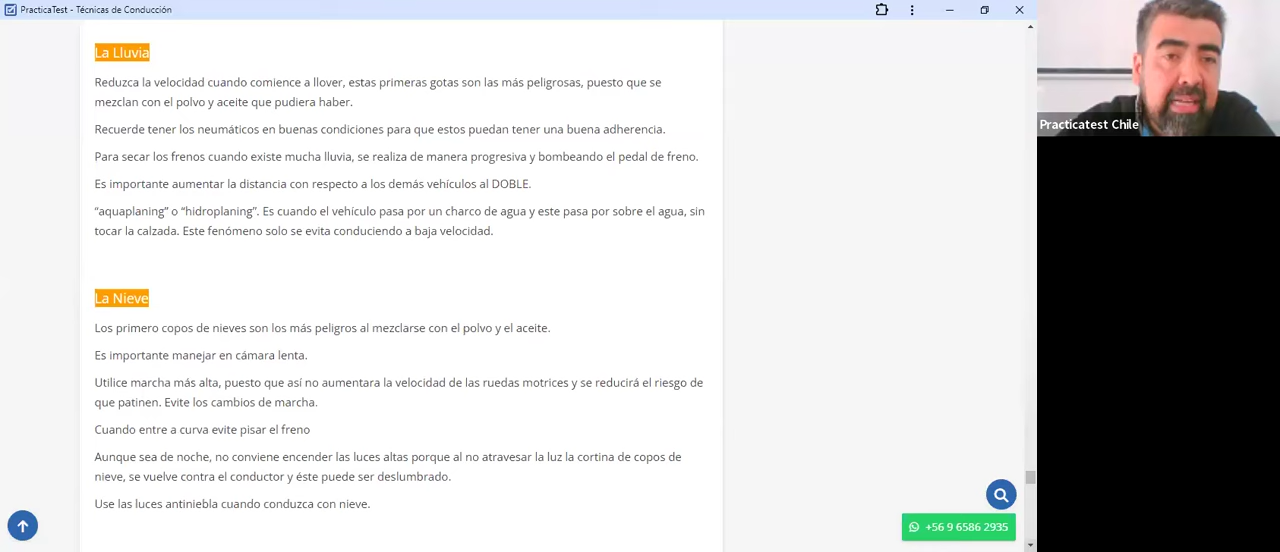 PracticaTest - Técnicas de Conducción
La Lluvia
Reduzca la velocidad cuando comience a llover, estas primeras gotas son las más peligrosas, puesto que se
mezclan con el polvo y aceite que pudiera haber.
Recuerde tener los neumáticos en buenas condiciones para que estos puedan tener una buena adherencia.
Para secar los frenos cuando existe mucha lluvia, se realiza de manera progresiva y bombeando el pedal de freno.
Es importante aumentar la distancia con respecto a los demás vehículos al DOBLE.
“aquaplaning” o “hidroplaning”. Es cuando el vehículo pasa por un charco de agua y este pasa por sobre el agua, sin
tocar la calzada. Este fenómeno solo se evita conduciendo a baja velocidad.
La Nieve
Los primero copos de nieves son los más peligros al mezclarse con el polvo y el aceite.
Es importante manejar en cámara lenta.
Utilice marcha más alta, puesto que así no aumentara la velocidad de las ruedas motrices y se reducirá el riesgo de
que patinen. Evite los cambios de marcha.
Cuando entre a curva evite pisar el freno
Aunque sea de noche, no conviene encender las luces altas porque al no atravesar la luz la cortina de copos de
nieve, se vuelve contra el conductor y éste puede ser deslumbrado.
Use las luces antiniebla cuando conduzca con nieve.
+56 9 6586 2935
Practicatest Chile